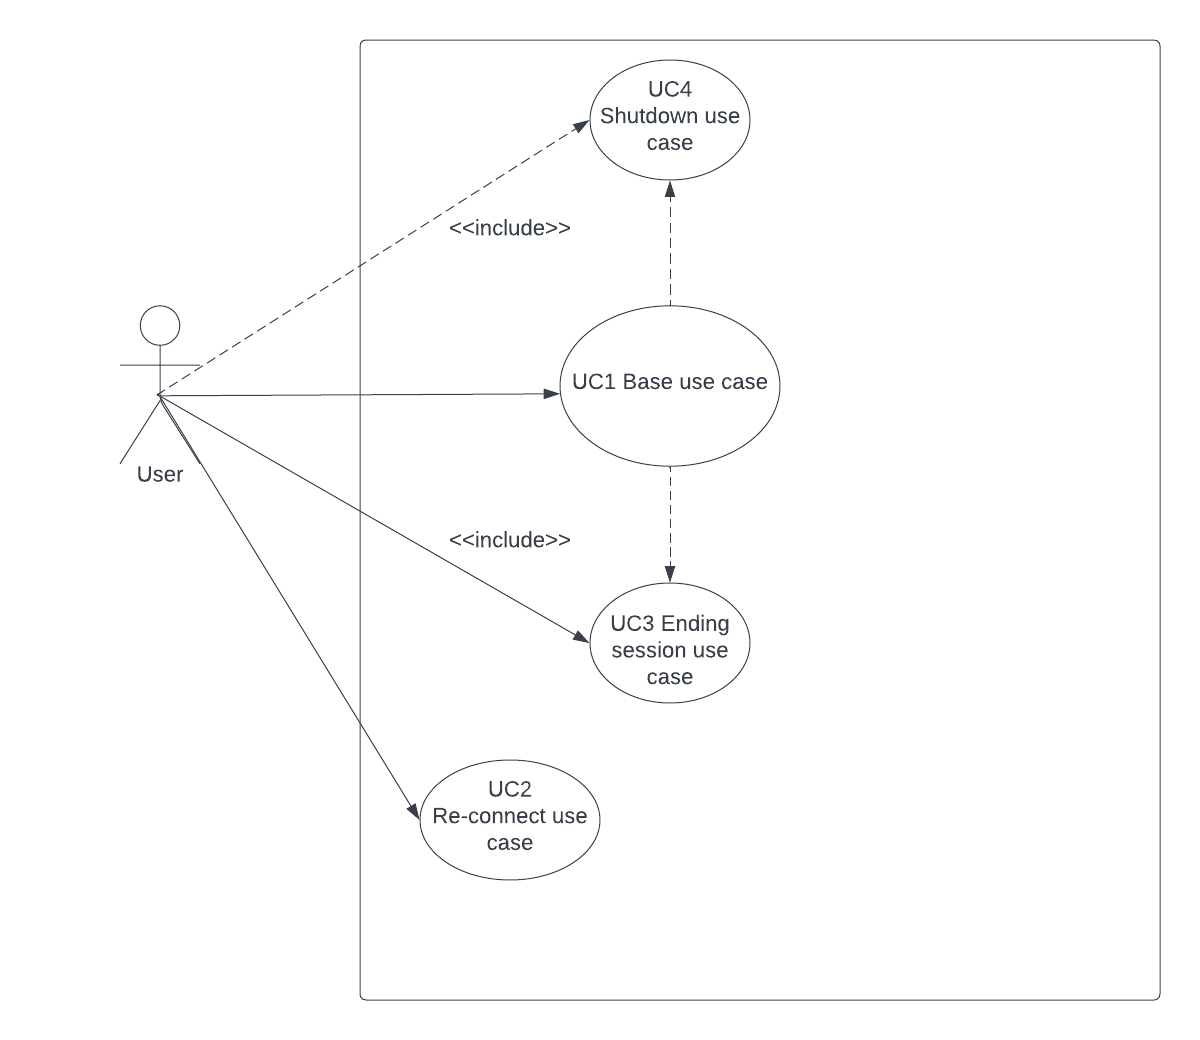 UC4
Shutdown use
case
<<include>>
UC1 Base use case
User
<<include>>
UC3 Ending
session use
case
UC2
Re-connect use
case